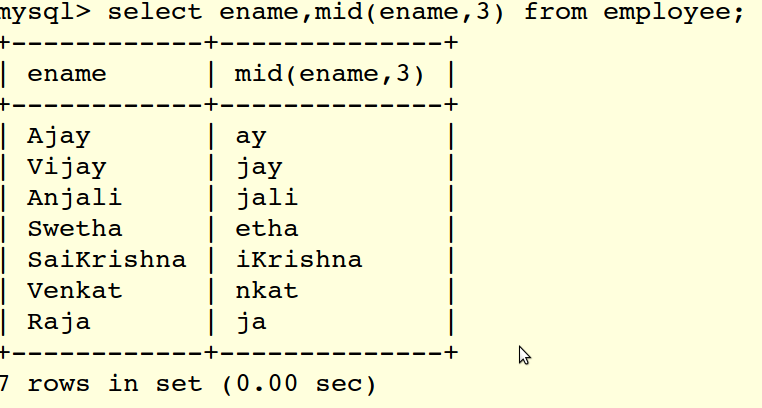 mysql> select ename,mid(ename,3) from employee;
+------------+--------------+
| ename      | mid(ename,3) |
+------------+--------------+
| Ajay       | ay           |
| Vijay      | jay          |
| Anjali     | jali         |
| Swetha     | etha         |
| SaiKrishna | iKrishna     |
| Venkat     | nkat         |
| Raja       | ja           |
+------------+--------------+
7 rows in set (0.00 sec)